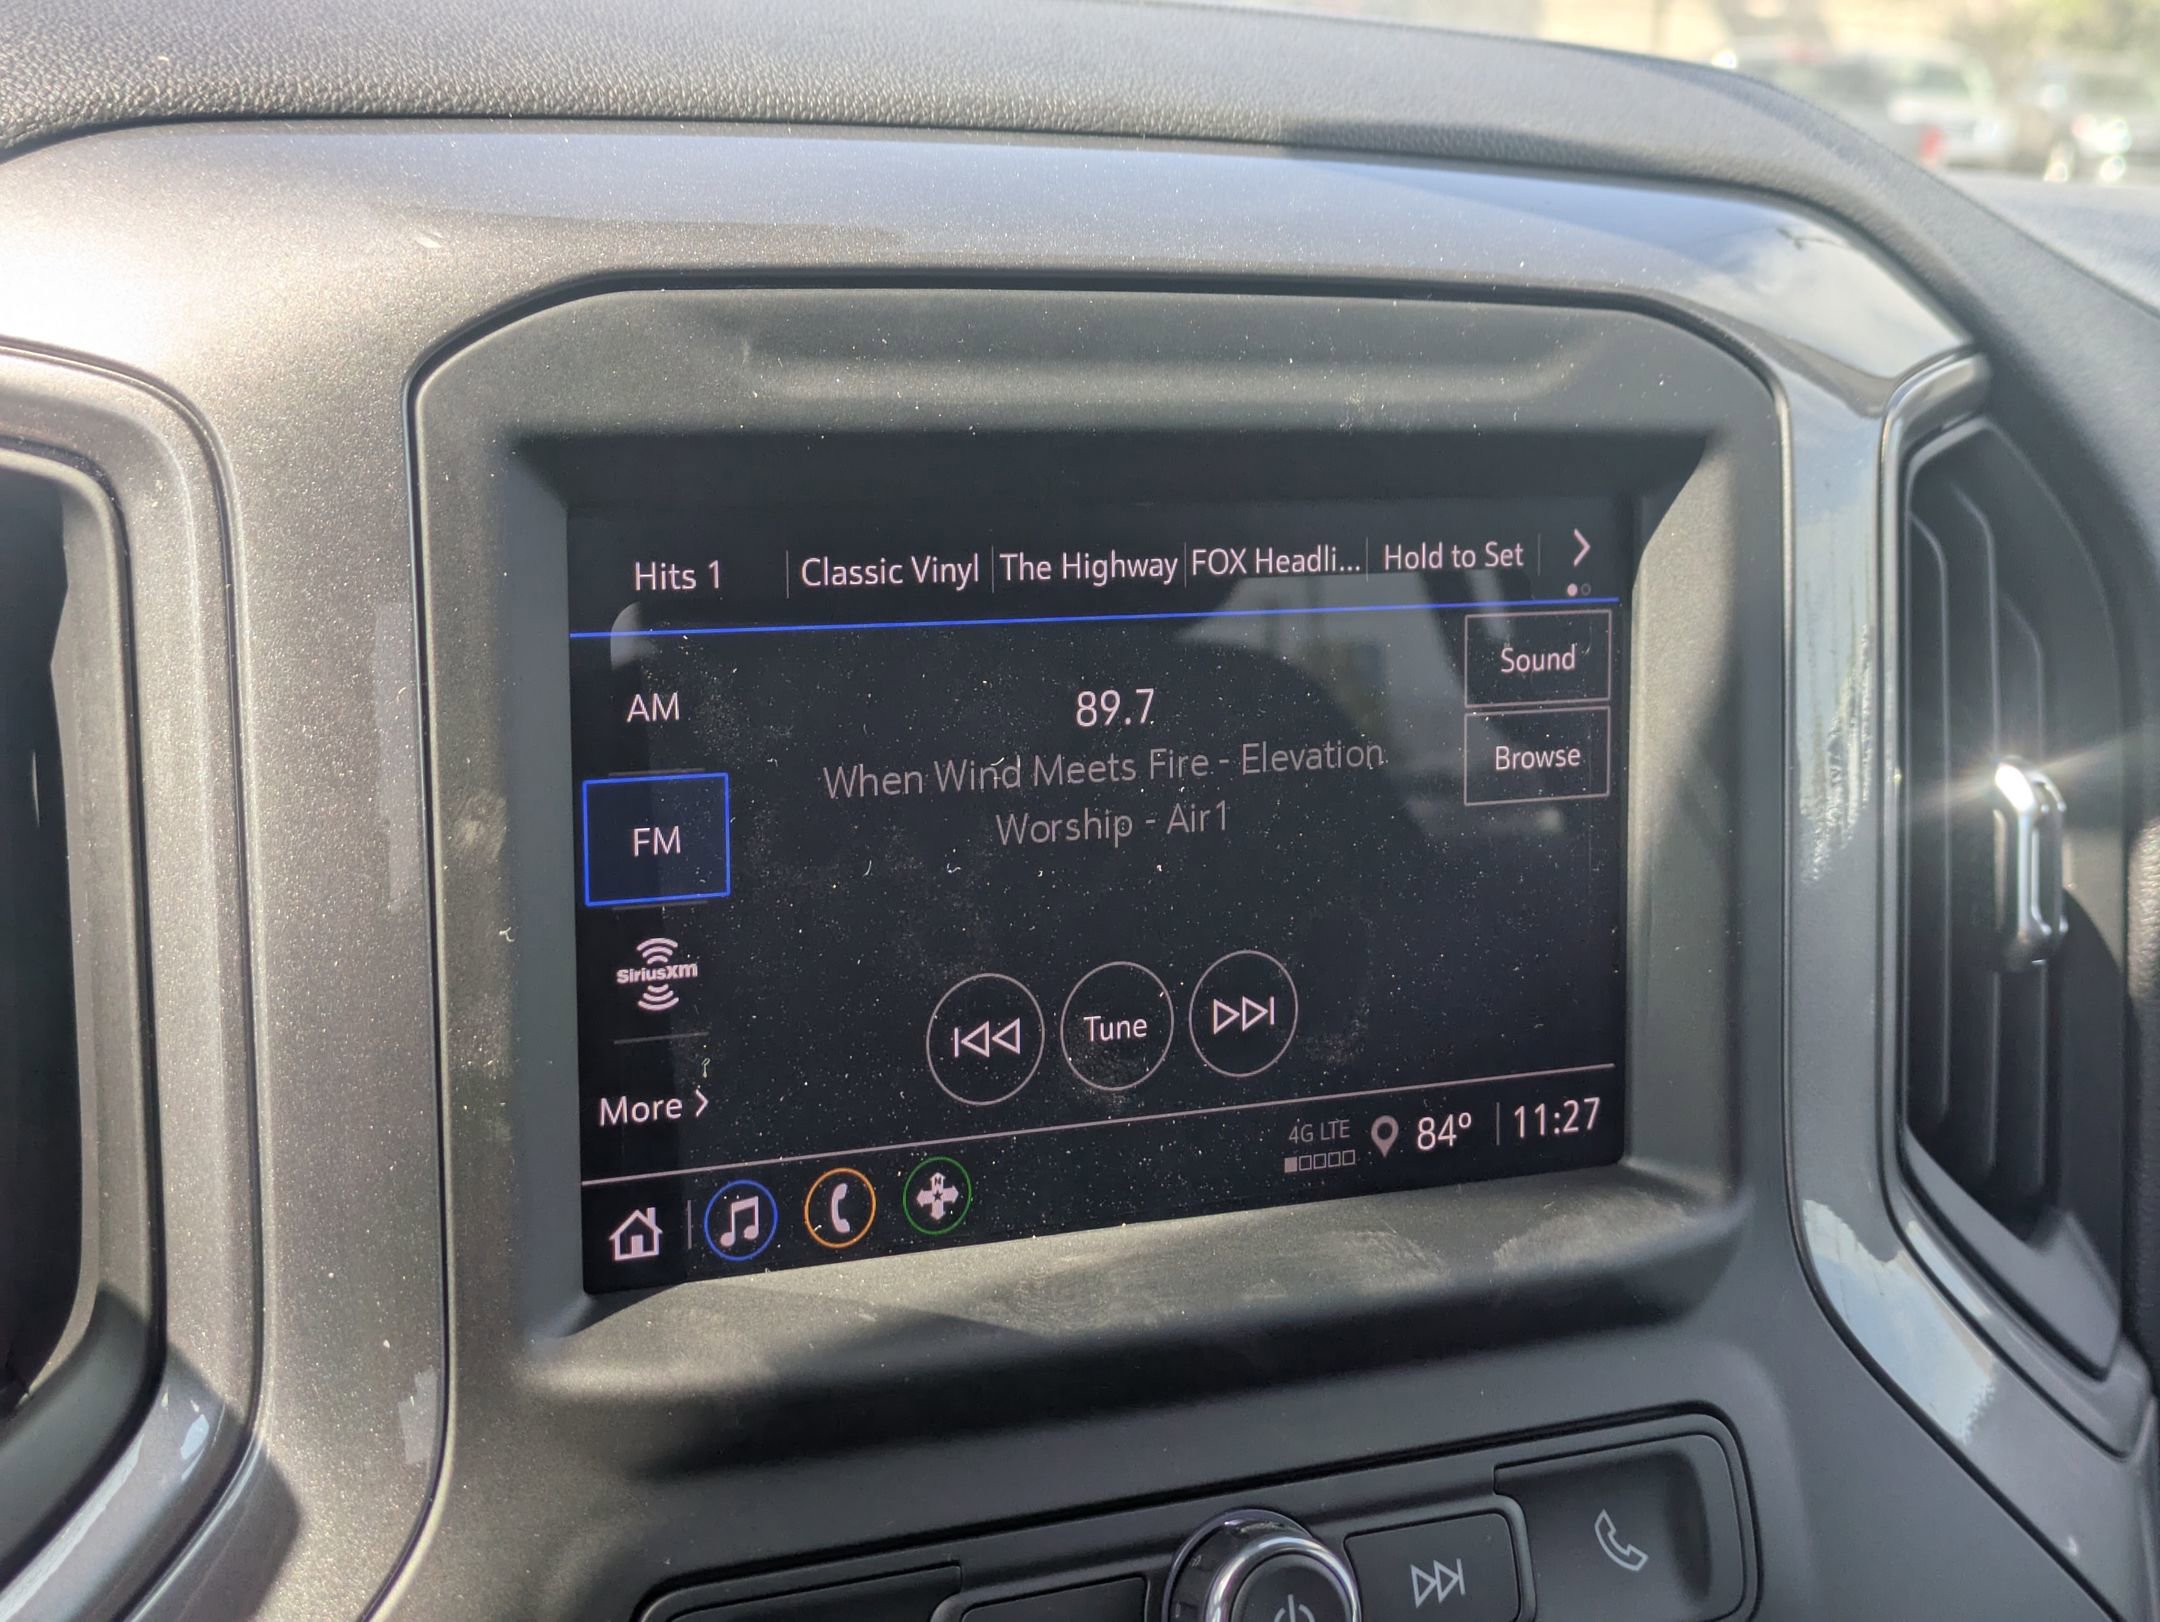 Hits 1
Classic Vinyl
The Highway
FOX Headli...
Hold to Set
AM
89.7
Sound
When Wind Meets Fire - Elevation
Worship - Air1
Browse
FM
SiriusXm
Tune
More
4G LTE
84°
11:27
N